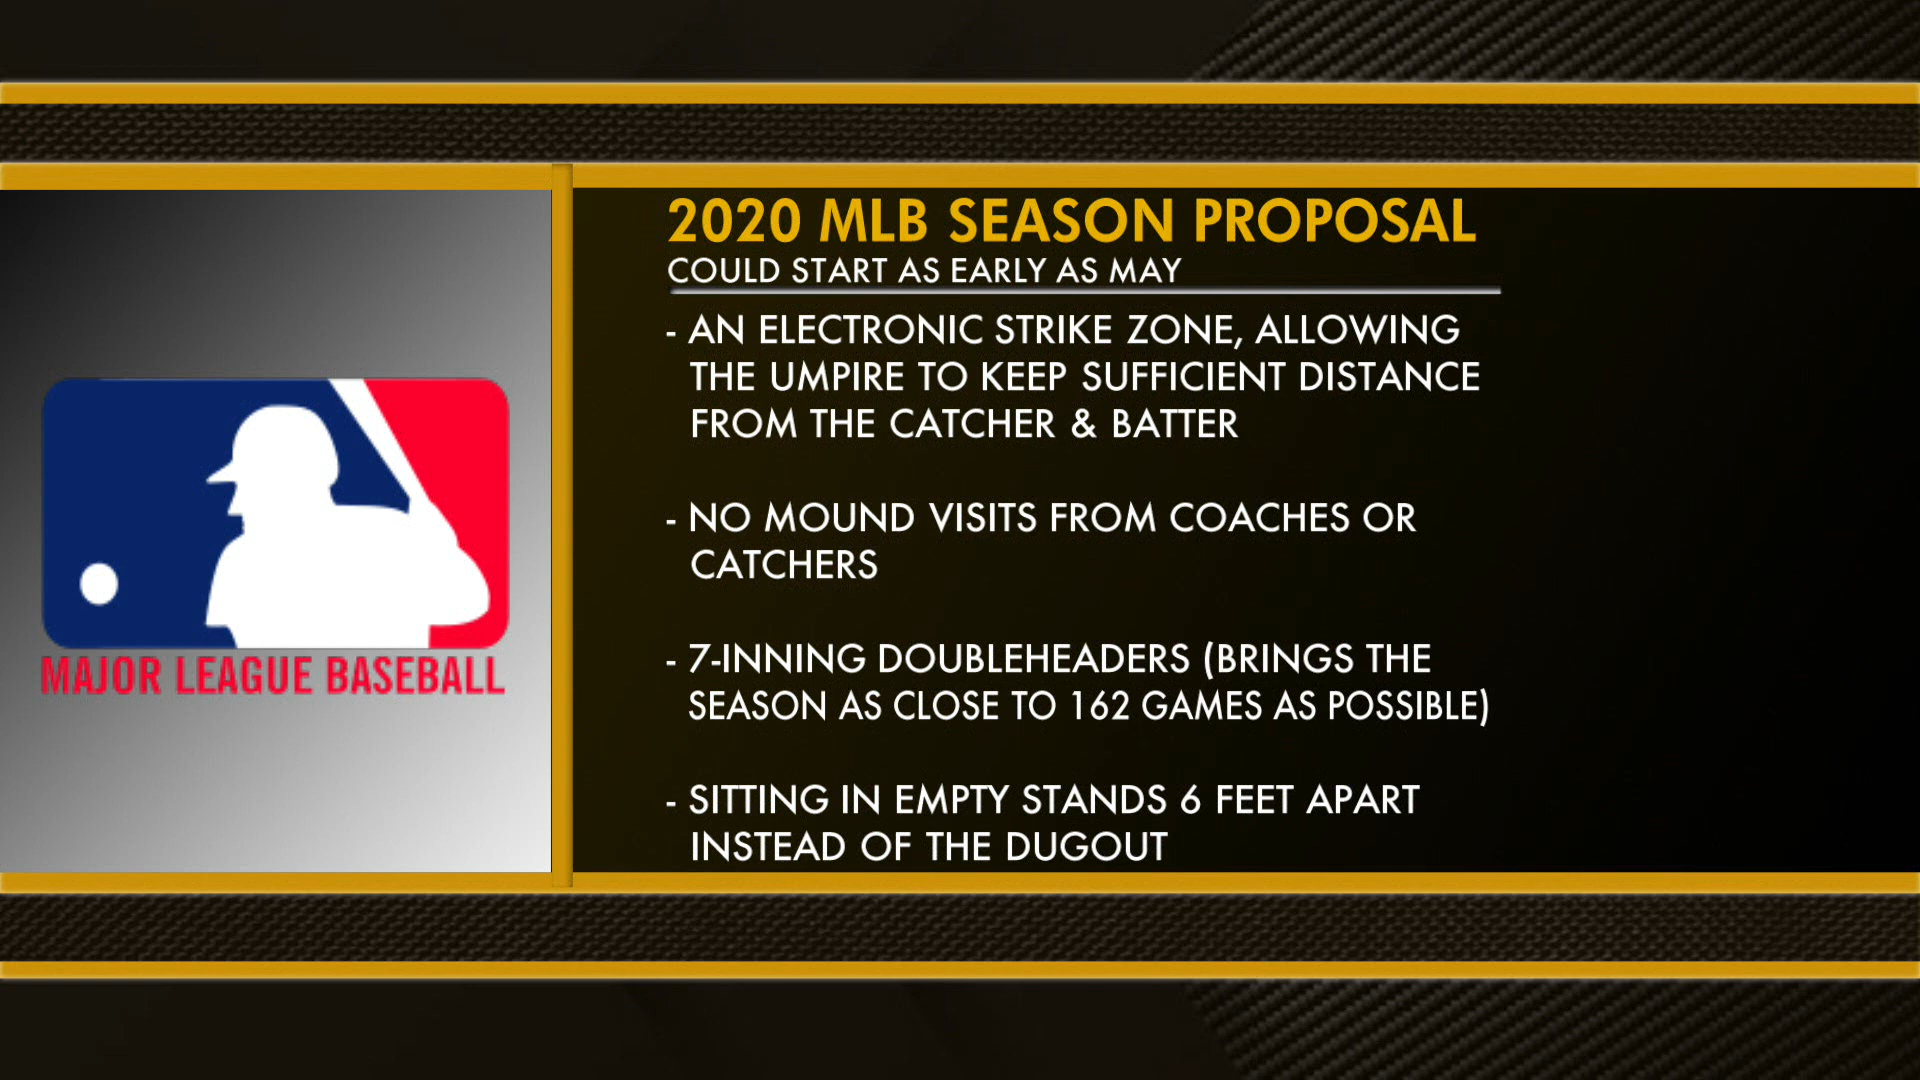 2020 MLB SEASON PROPOSAL
COULD START AS EARLY AS MAY
- AN ELECTRONIC STRIKE ZONE, ALLOWING
THE UMPIRE TO KEEP SUFFICIENT DISTANCE
FROM THE CATCHER & BATTER
- NO MOUND VISITS FROM COACHES OR
CATCHERS
- 7-INNING DOUBLEHEADERS (BRINGS THE
SEASON AS CLOSE TO 162 GAMES AS POSSIBLE)
- SITTING IN EMPTY STANDS 6 FEET APART
INSTEAD OF THE DUGOUT
MAJOR LEAGUE BASEBALL